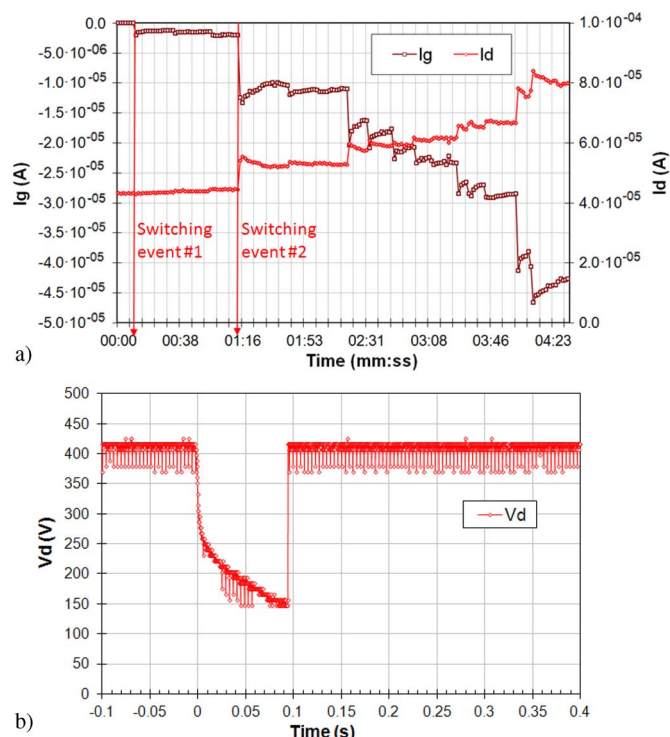 0.0 1.0·10-04
-5.0·10-06 Ig Id
-1.0·10-05 8.0·10-05
-1.5·10-05
-2.0·10-05 6.0·10-05
Ig (A) Id (A)
-2.5·10-05
-3.0·10-05 4.0·10-05
Switching Switching
-3.5·10-05
event #1 event #2
-4.0·10-05 2.0·10-05
-4.5·10-05
-5.0·10-05 0.0
00:00 00:38 01:16 01:53 02:31 03:08 03:46 04:23
a) Time (mm:ss)
500
450
400
350
300 Vd
Vd (V) 250
200
150
100
50
0
-0.1 -0.05 0 0.05 0.1 0.15 0.2 0.25 0.3 0.35 0.4
b) Time (s)